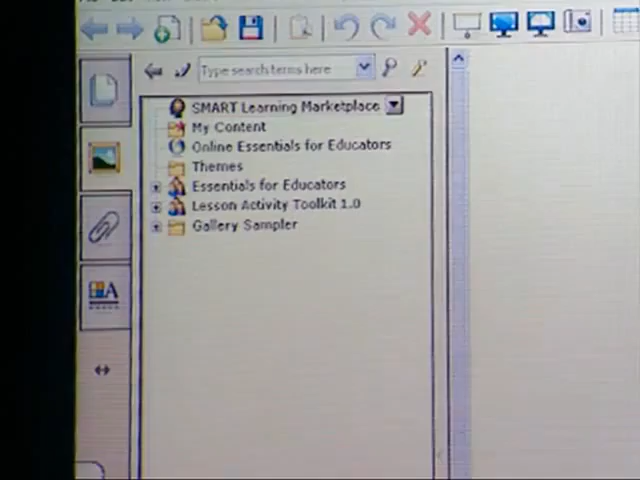 Type search terms here
SMART Learning Marketplace
My Content
Online Essentials for Educators
Themes
Essentials for Educators
Lesson Activity Toolkit 1.0
Gallery Sampler
A